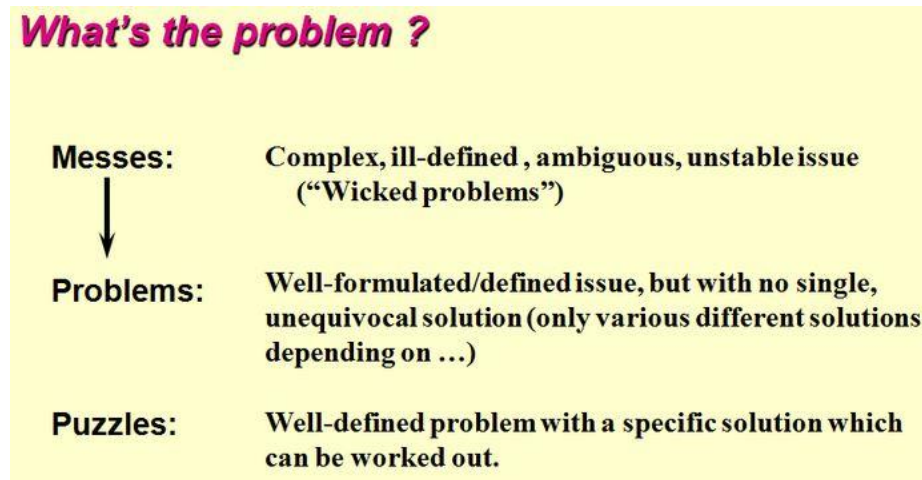 What's the problem ?
Messes: Complex, ill-defined , ambiguous, unstable issue
("Wicked problems")
Problems: Well-formulated/defined issue, but with no single,
unequivocal solution (only various different solutions
depending on …)
Puzzles: Well-defined problem with a specific solution which
can be worked out.